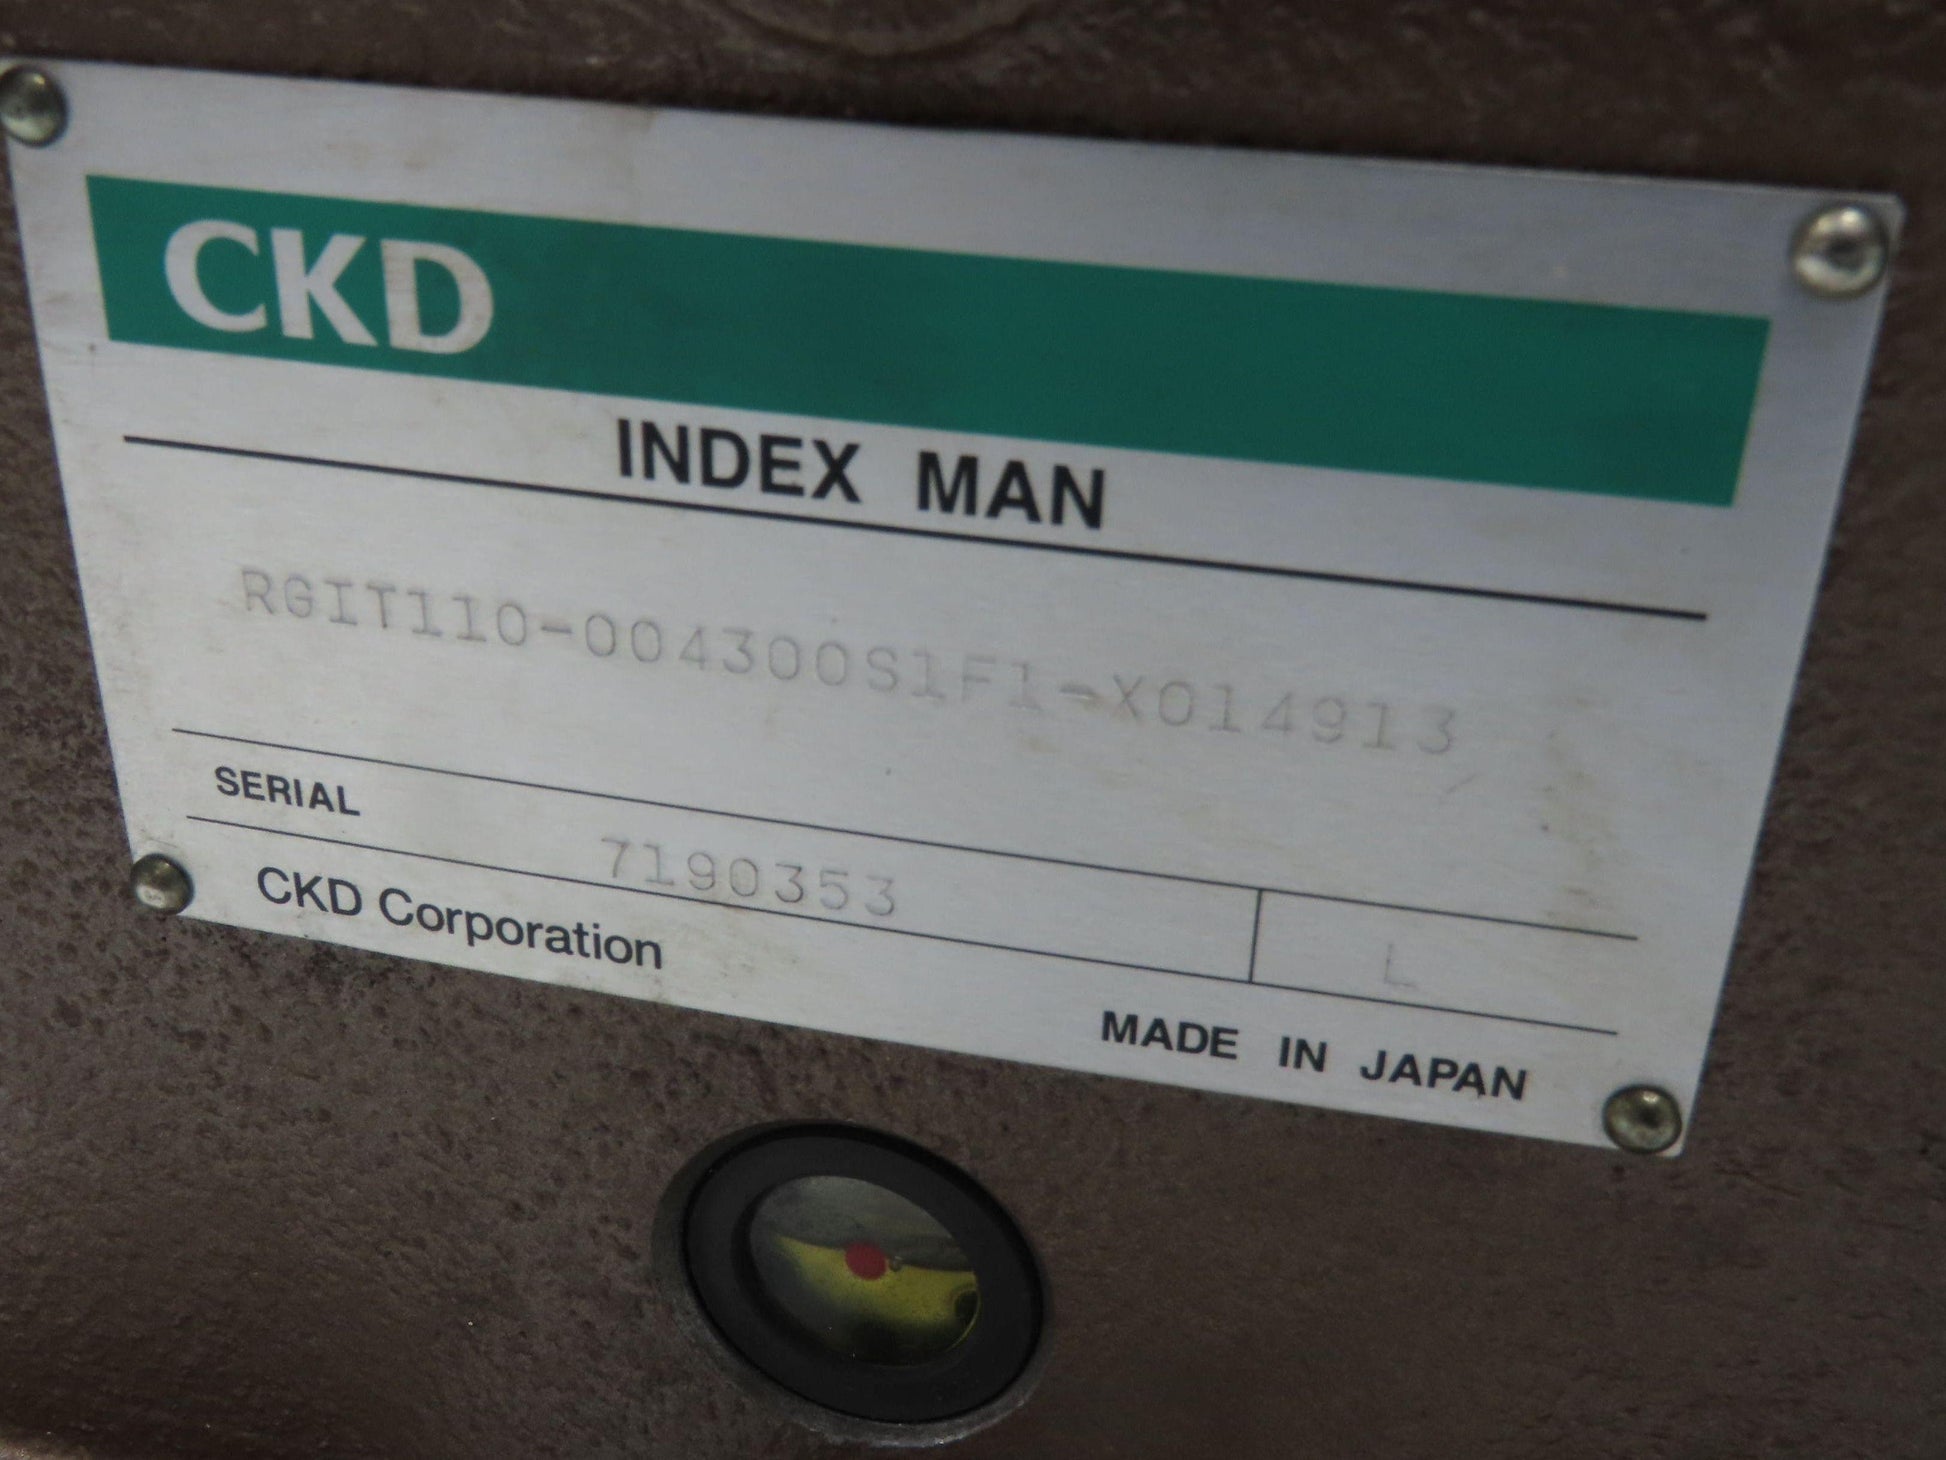 CKD
INDEX MAN
RGIT110-004300S1F1-X014913
SERIAL
7190353
L
CKD Corporation
MADE IN JAPAN